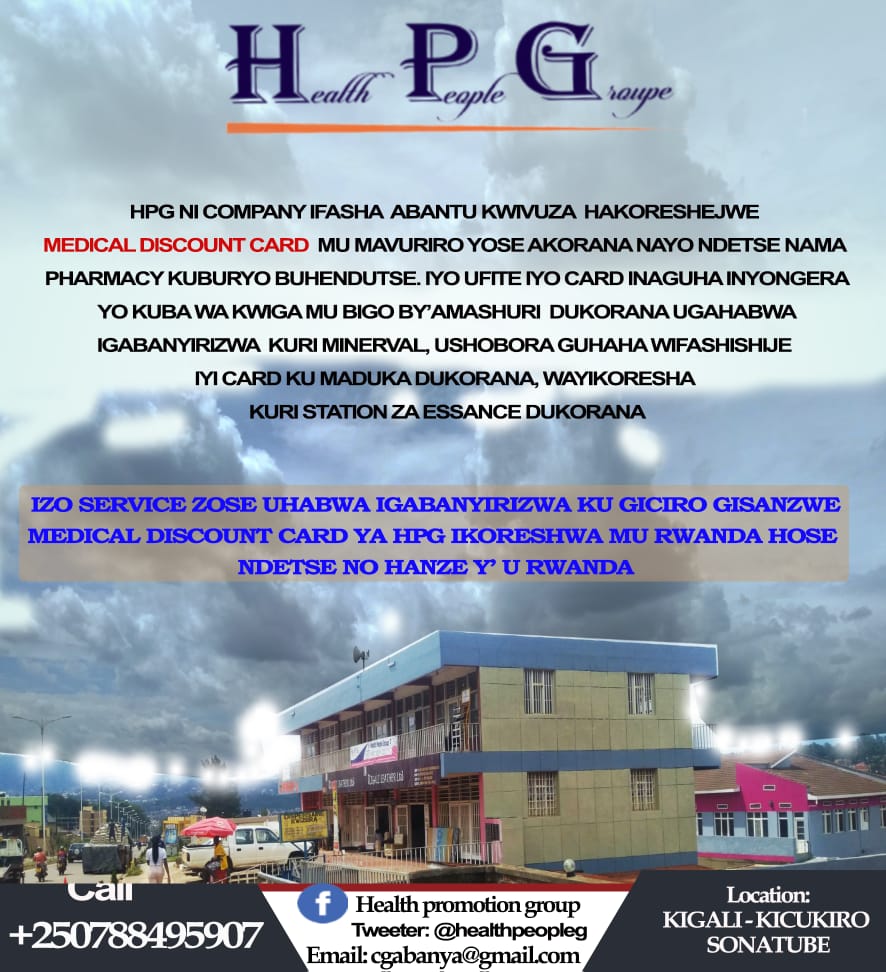 Health People Groupe
HPG NI COMPANY IFASHA ABANTU KWIVUZA HAKORESHEJWE
MEDICAL DISCOUNT CARD MU MAVURIRO YOSE AKORANA NAYO NDETSE NAMA
PHARMACY KUBURYO BUHENDUTSE. IYO UFITE IYO CARD INAGUHA INYONGERA
YO KUBA WA KWIGA MU BIGO BY'AMASHURI DUKORANA UGAHABWA
IGABANYIRIZWA KURI MINERVAL, USHOBORA GUHAHA WIFASHISHIJE
IYI CARD KU MADUKA DUKORANA, WAYIKORESHA
KURI STATION ZA ESSANCE DUKORANA
IZO SERVICE ZOSE UHABWA IGABANYIRIZWA KU GICIRO GISANZWE
MEDICAL DISCOUNT CARD YA HPG IKORESHWA MU RWANDA HOSE
NDETSE NO HANZE Y' U RWANDA
Call
+250788495907
f
Health promotion group
Tweeter: @healthpeopleg
Email: cgabanya@gmail.com
Location:
KIGALI - KICUKIRO
SONATUBE